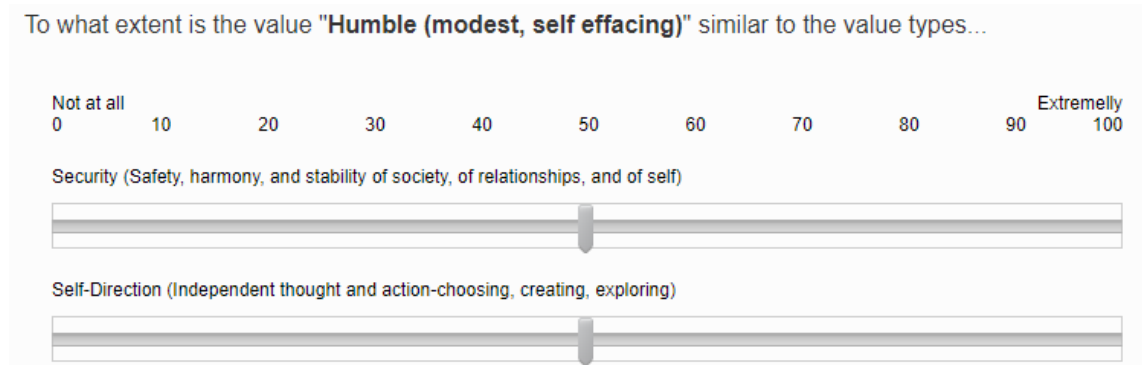 To what extent is the value "Humble (modest, self effacing)" similar to the value types...
Not at all
Extremelly
0 10 20 30 40 50 60 70 80 90 100
Security (Safety, harmony, and stability of society, of relationships, and of self)
Self-Direction (Independent thought and action-choosing, creating, exploring)